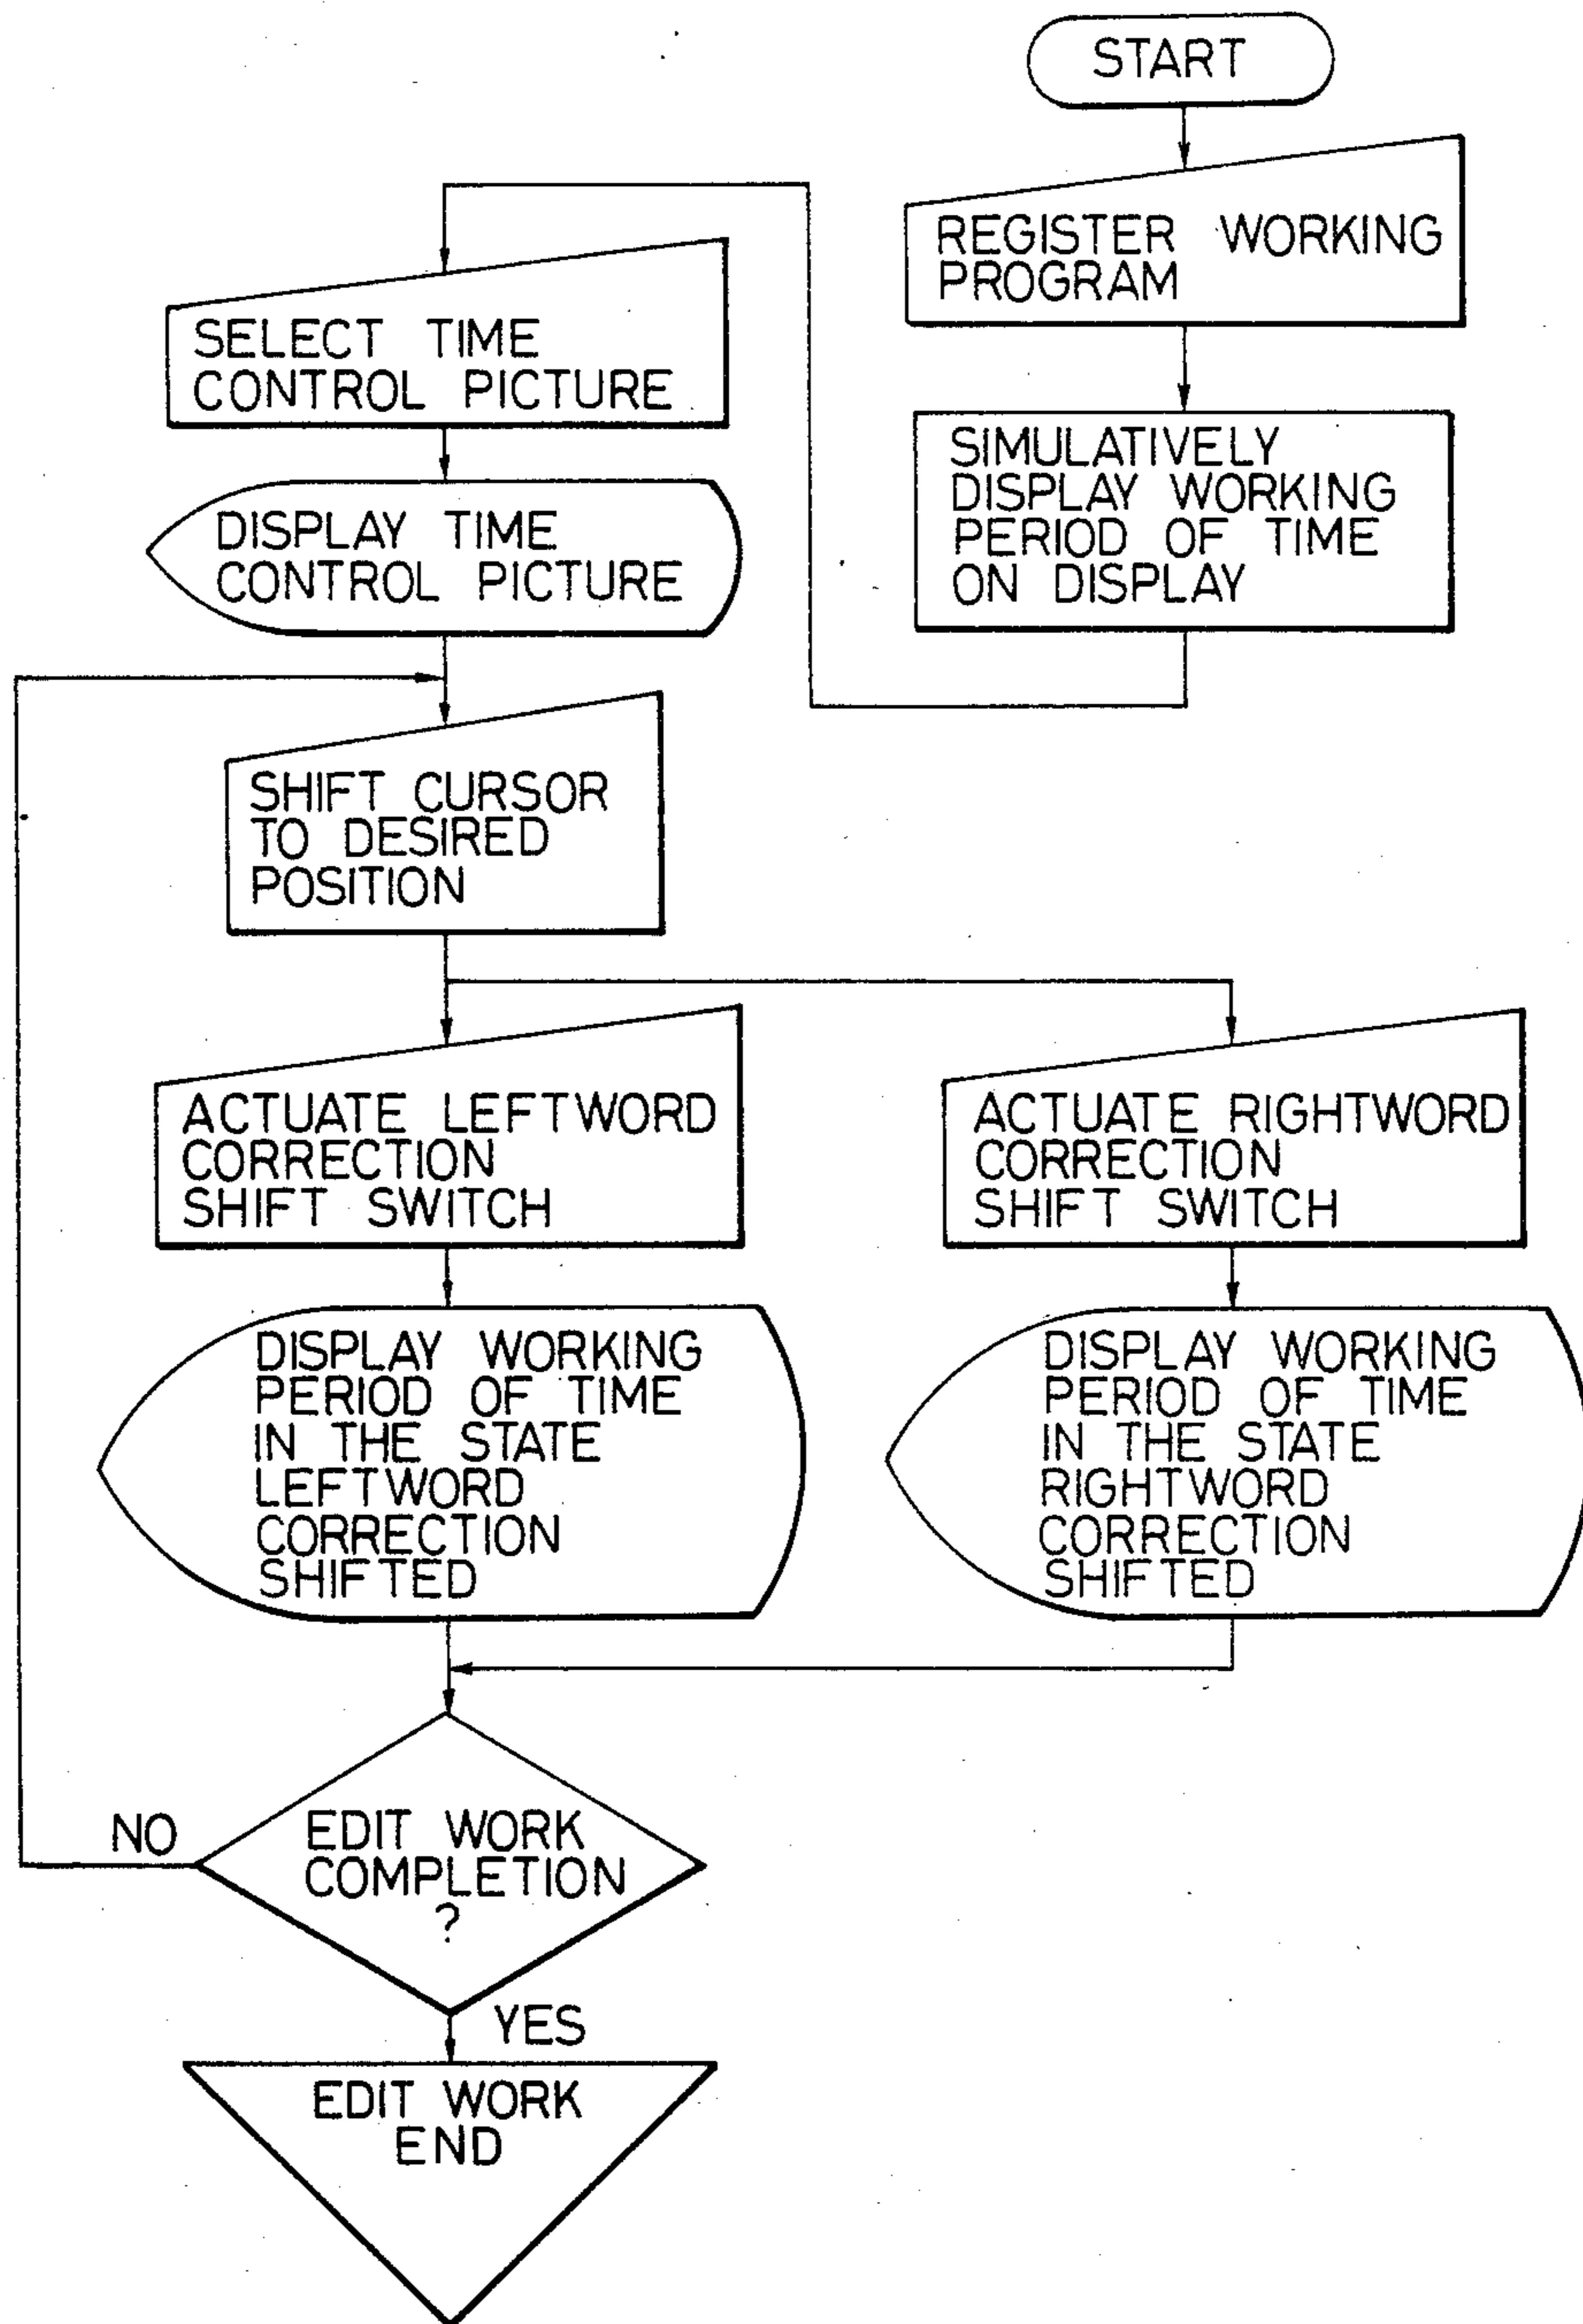 START
REGISTER WORKING
PROGRAM
SIMULATIVELY
DISPLAY WORKING
PERIOD OF TIME
ON DISPLAY
SELECT TIME
CONTROL PICTURE
DISPLAY TIME
CONTROL PICTURE
SHIFT CURSOR
TO DESIRED
POSITION
ACTUATE LEFTWORD
CORRECTION
SHIFT SWITCH
ACTUATE RIGHTWORD
CORRECTION
SHIFT SWITCH
DISPLAY WORKING
PERIOD OF TIME
IN THE STATE
LEFTWORD
CORRECTION
SHIFTED
DISPLAY WORKING
PERIOD OF TIME
IN THE STATE
RIGHTWORD
CORRECTION
SHIFTED
NO
EDIT WORK
COMPLETION
?
YES
EDIT WORK
END